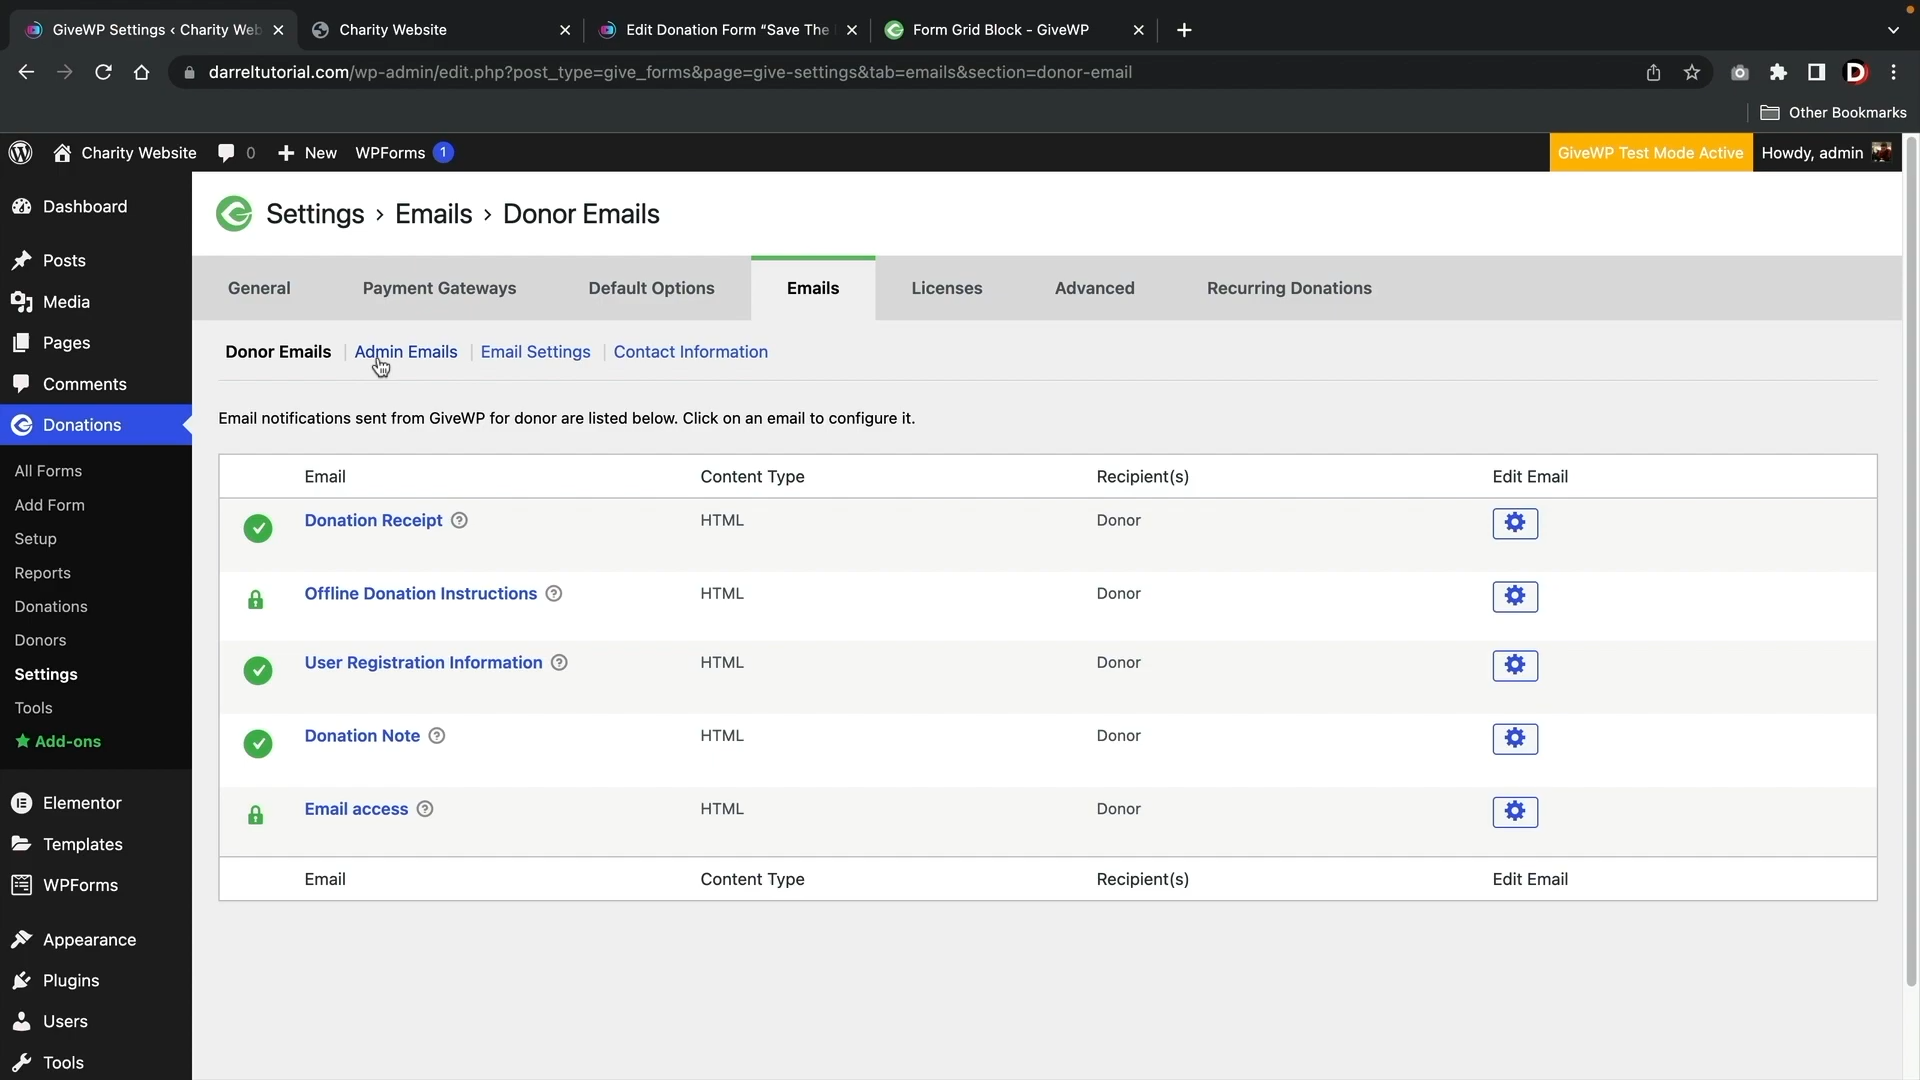 GiveWP Settings ‹ Charity Web
Charity Website
Edit Donation Form “Save The
Form Grid Block - GiveWP
darreltutorial.com/wp-admin/edit.php?post_type=give_forms&page=give-settings&tab=emails&section=donor-email
D
Other Bookmarks
Charity Website
0
New
WPForms
1
GiveWP Test Mode Active
Howdy, admin
Dashboard
Posts
Media
Pages
Comments
Donations
All Forms
Add Form
Setup
Reports
Donations
Donors
Settings
Tools
Add-ons
Elementor
Templates
WPForms
Appearance
Plugins
Users
Tools
Settings › Emails › Donor Emails
General
Payment Gateways
Default Options
Emails
Licenses
Advanced
Recurring Donations
Donor Emails | Admin Emails | Email Settings | Contact Information
Email notifications sent from GiveWP for donor are listed below. Click on an email to configure it.
Email Content Type Recipient(s) Edit Email
Donation Receipt ? HTML Donor
Offline Donation Instructions ? HTML Donor
User Registration Information ? HTML Donor
Donation Note ? HTML Donor
Email access ? HTML Donor
Email Content Type Recipient(s) Edit Email